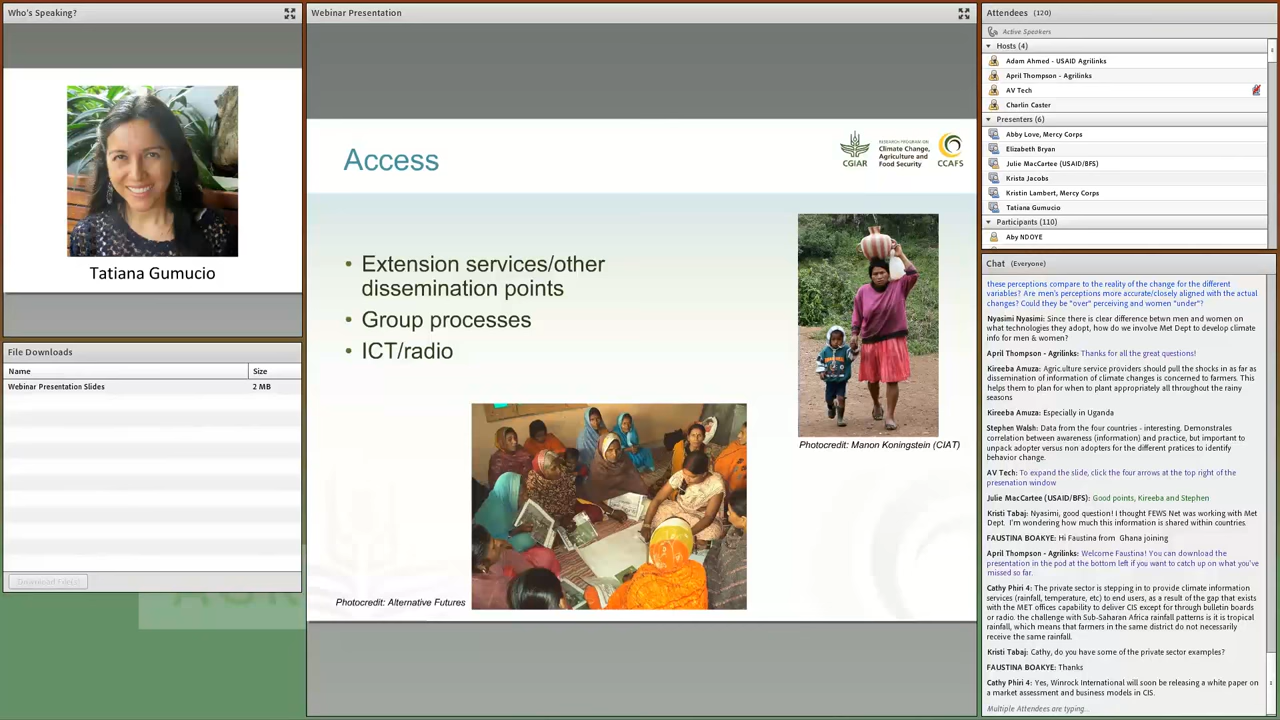 Who's Speaking?
Tatiana Gumucio
File Downloads
Name Size
Webinar Presentation Slides 2 MB
Download File(s)
Webinar Presentation
Access
CGIAR
RESEARCH PROGRAM ON
Climate Change,
Agriculture and
Food Security
CCAFS
• Extension services/other
dissemination points
• Group processes
• ICT/radio
Photocredit: Manon Koningstein (CIAT)
Photocredit: Alternative Futures
Attendees (120)
Active Speakers
Hosts (4)
Adam Ahmed - USAID Agrilinks
April Thompson - Agrilinks
AV Tech
Charlin Caster
Presenters (6)
Abby Love, Mercy Corps
Elizabeth Bryan
Julie MacCartee (USAID/BFS)
Krista Jacobs
Kristin Lambert, Mercy Corps
Tatiana Gumucio
Participants (110)
Aby NDOYE
Chat (Everyone)
these perceptions compare to the reality of the change for the different
variables? Are men's perceptions more accurate/closely aligned with the actual
changes? Could they be "over" perceiving and women "under"?
Nyasimi Nyasimi: Since there is clear difference betwn men and women on
what technologies they adopt, how do we involve Met Dept to develop climate
info for men & women?
April Thompson - Agrilinks: Thanks for all the great questions!
Kireeba Amuza: Agric.ulture service providers should pull the shocks in as far as
dissemination of information of climate changes is concerned to farmers. This
helps them to plan for when to plant appropriately all throughout the rainy
seasons
Kireeba Amuza: Especially in Uganda
Stephen Walsh: Data from the four countries - interesting. Demonstrales
correlation between awareness (information) and practice, but important to
unpack adopter versus non adopters for the different pratices to identify
behavior change.
AV Tech: To expand the slide, click the four arrows at the top right of the
presenation window
Julie MacCartee (USAID/BFS): Good points, Kireeba and Stephen
Kristi Tabaj: Nyasimi, good question! I thought FEWS Net was working with Met
Dept. I'm wondering how much this information is shared within countries.
FAUSTINA BOAKYE: Hi Faustina from Ghana joining
April Thompson - Agrilinks: Welcome Faustina! You can download the
presentation in the pod at the bottom left if you want to catch up on what you've
missed so far.
Cathy Phiri 4: The private sector is stepping in to provide climate information
services (rainfall, temperature, etc) to end users, as a result of the gap that exists
with the MET offices capability to deliver CIS except for through bulletin boards
or radio. the challenge with Sub-Saharan Africa rainfall patterns is it is tropical
rainfall, which means that farmers in the same district do not necessarily
receive the same rainfall.
Kristi Tabaj: Cathy, do you have some of the private sector examples?
FAUSTINA BOAKYE: Thanks
Cathy Phiri 4: Yes, Winrock International will soon be releasing a white paper on
a market assessment and business models in CIS.
Multiple Attendees are typing...